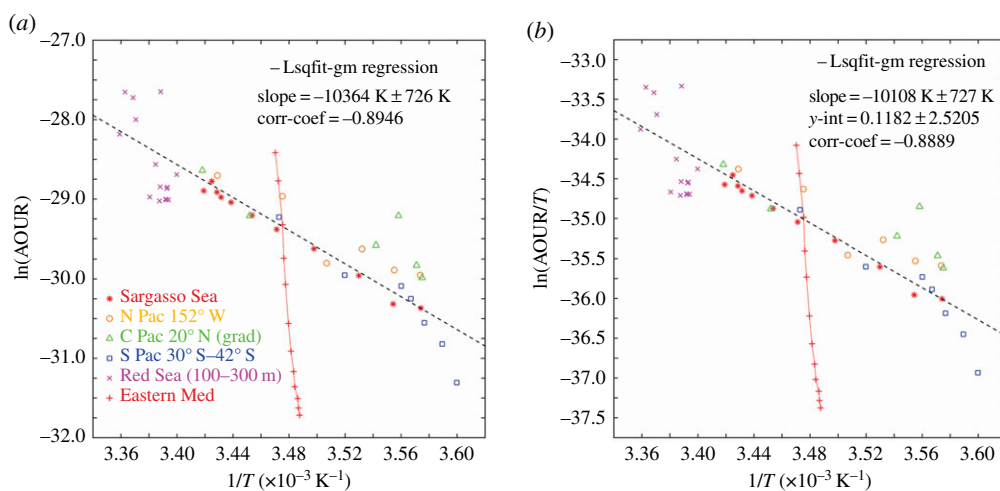 (a)
−27.0
−28.0
−29.0
−30.0
−31.0
−32.0
ln(AOUR)
– Lsqfit-gm regression
slope = −10364 K ± 726 K
corr-coef = −0.8946
Sargasso Sea
N Pac 152° W
C Pac 20° N (grad)
S Pac 30° S–42° S
Red Sea (100–300 m)
Eastern Med
3.36 3.40 3.44 3.48 3.52 3.56 3.60
1/T (×10⁻³ K⁻¹)
(b)
−33.0
−33.5
−34.0
−34.5
−35.0
−35.5
−36.0
−36.5
−37.0
−37.5
ln(AOUR/T)
– Lsqfit-gm regression
slope = −10108 K ± 727 K
y-int = 0.1182 ± 2.5205
corr-coef = −0.8889
3.36 3.40 3.44 3.48 3.52 3.56 3.60
1/T (×10⁻³ K⁻¹)